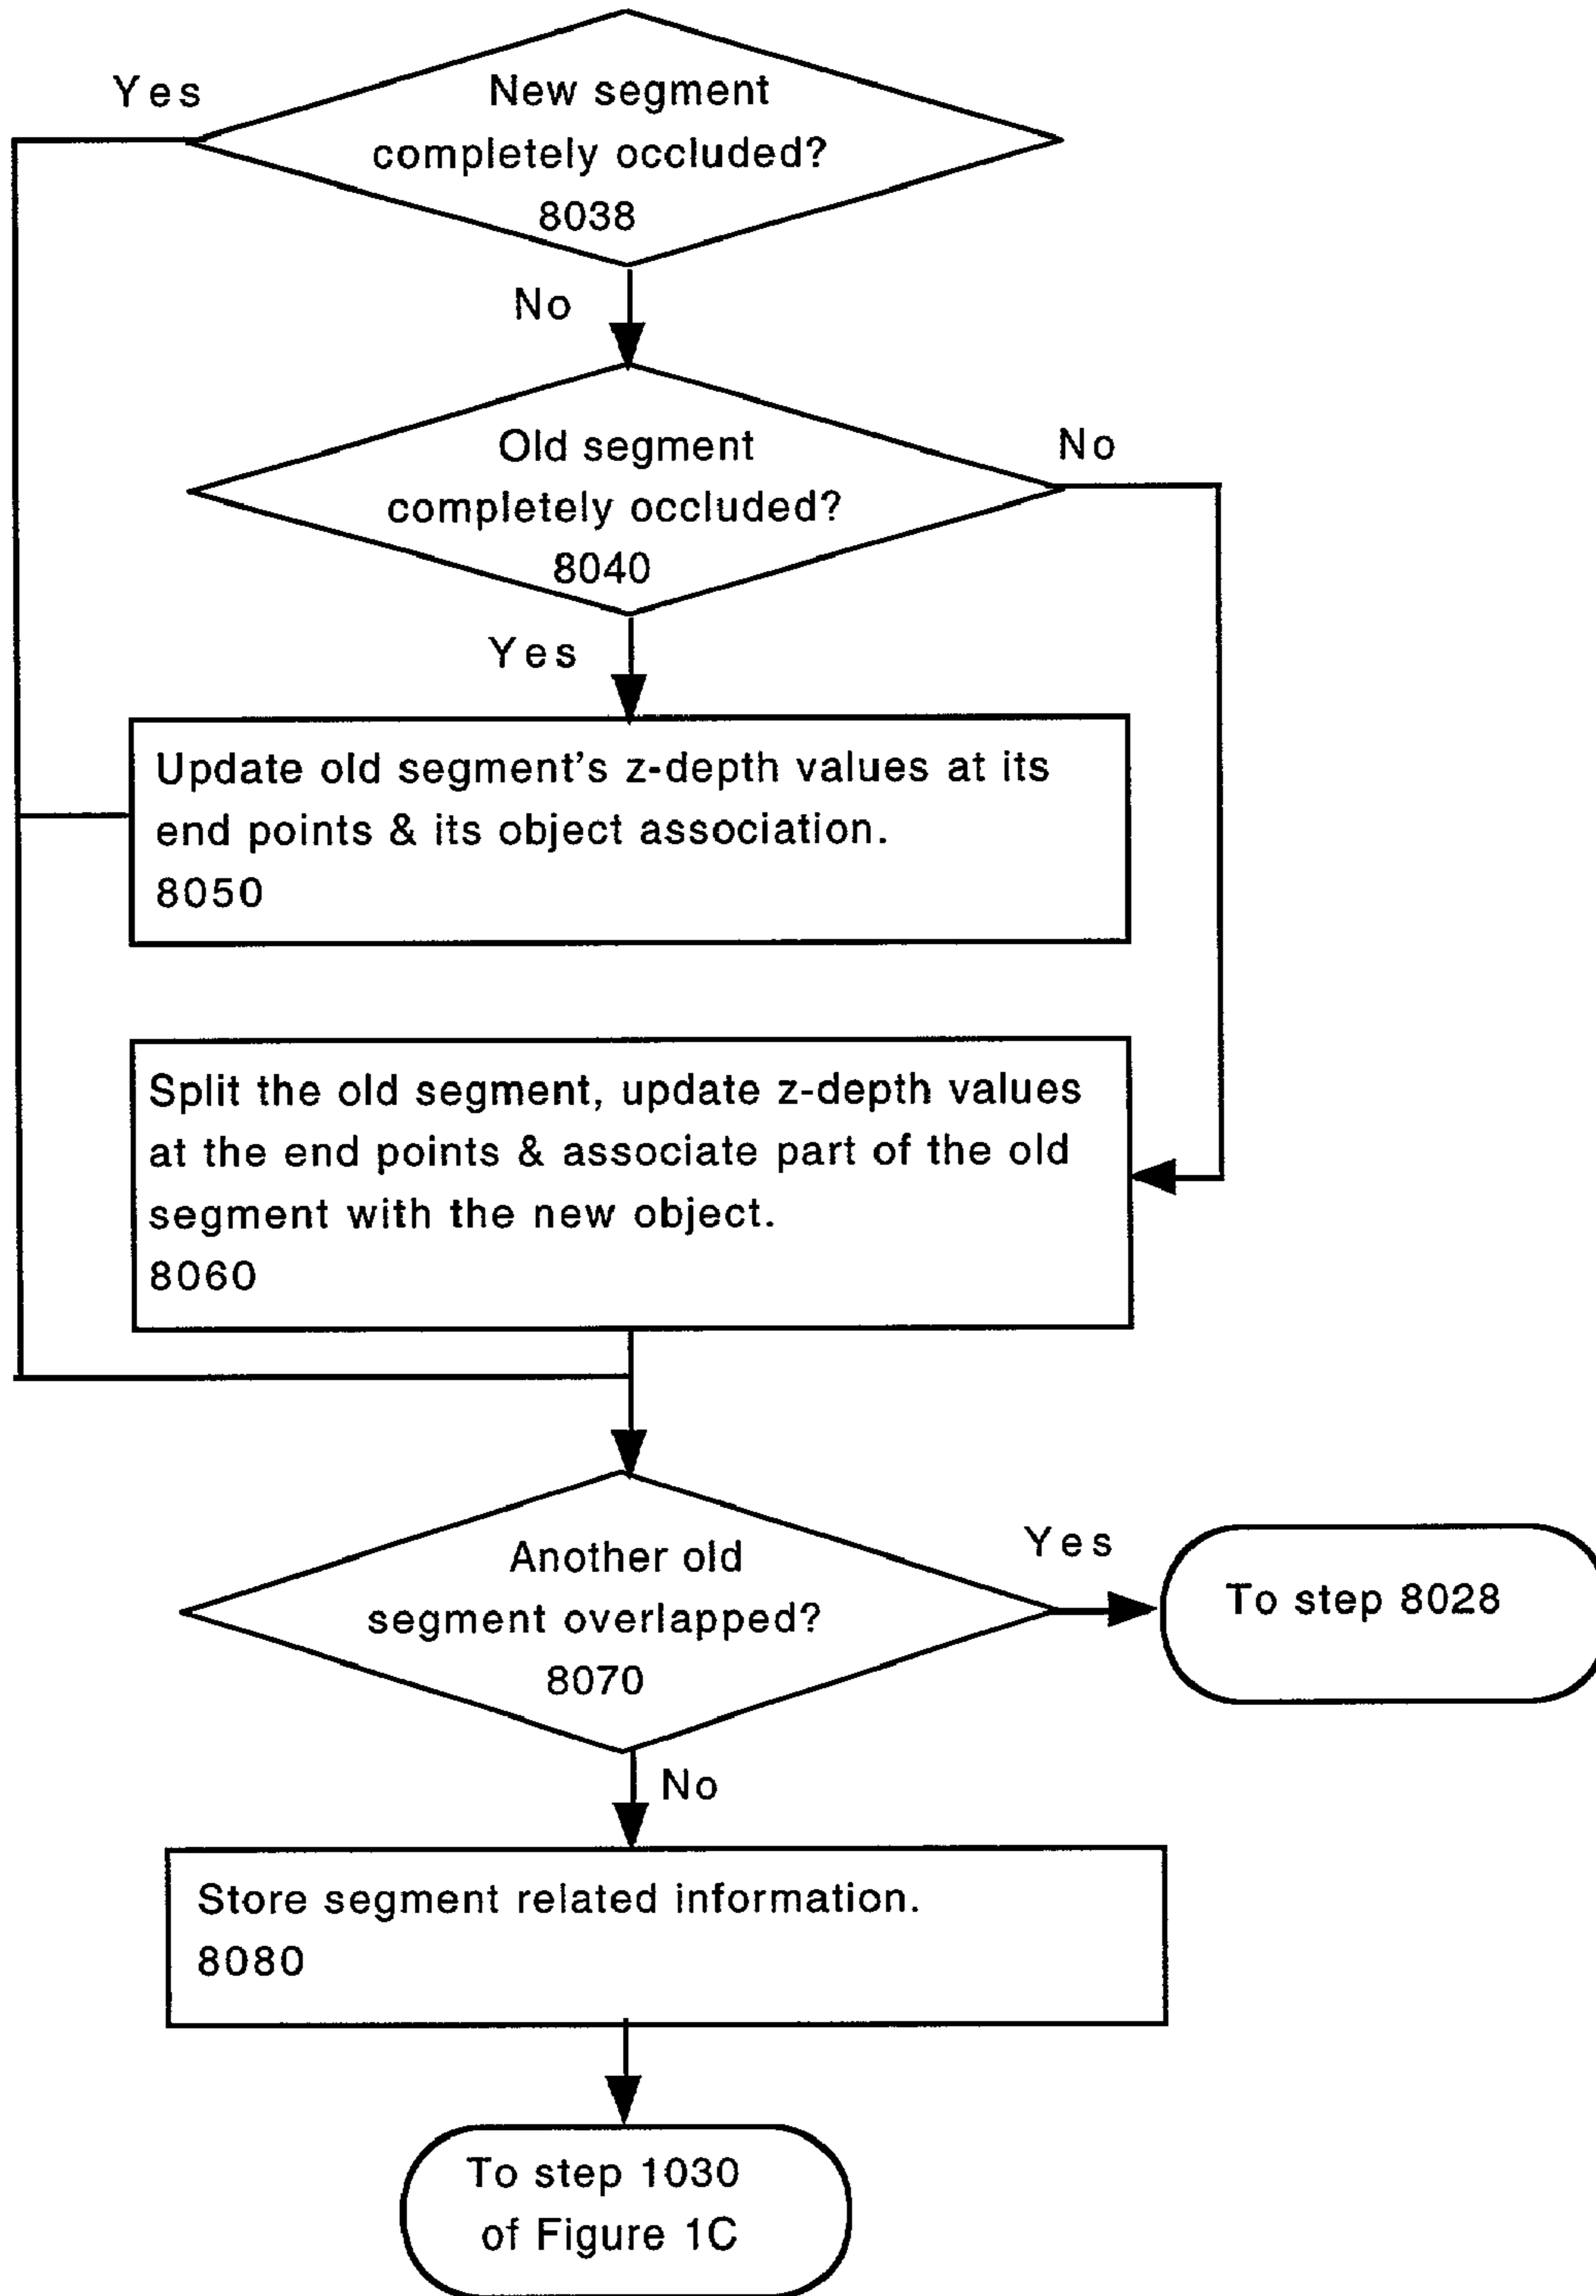 Yes
New segment
completely occluded?
8038
No
Old segment
completely occluded?
8040
No
Yes
Update old segment's z-depth values at its
end points & its object association.
8050
Split the old segment, update z-depth values
at the end points & associate part of the old
segment with the new object.
8060
Another old
segment overlapped?
8070
Yes
To step 8028
No
Store segment related information.
8080
To step 1030
of Figure 1C